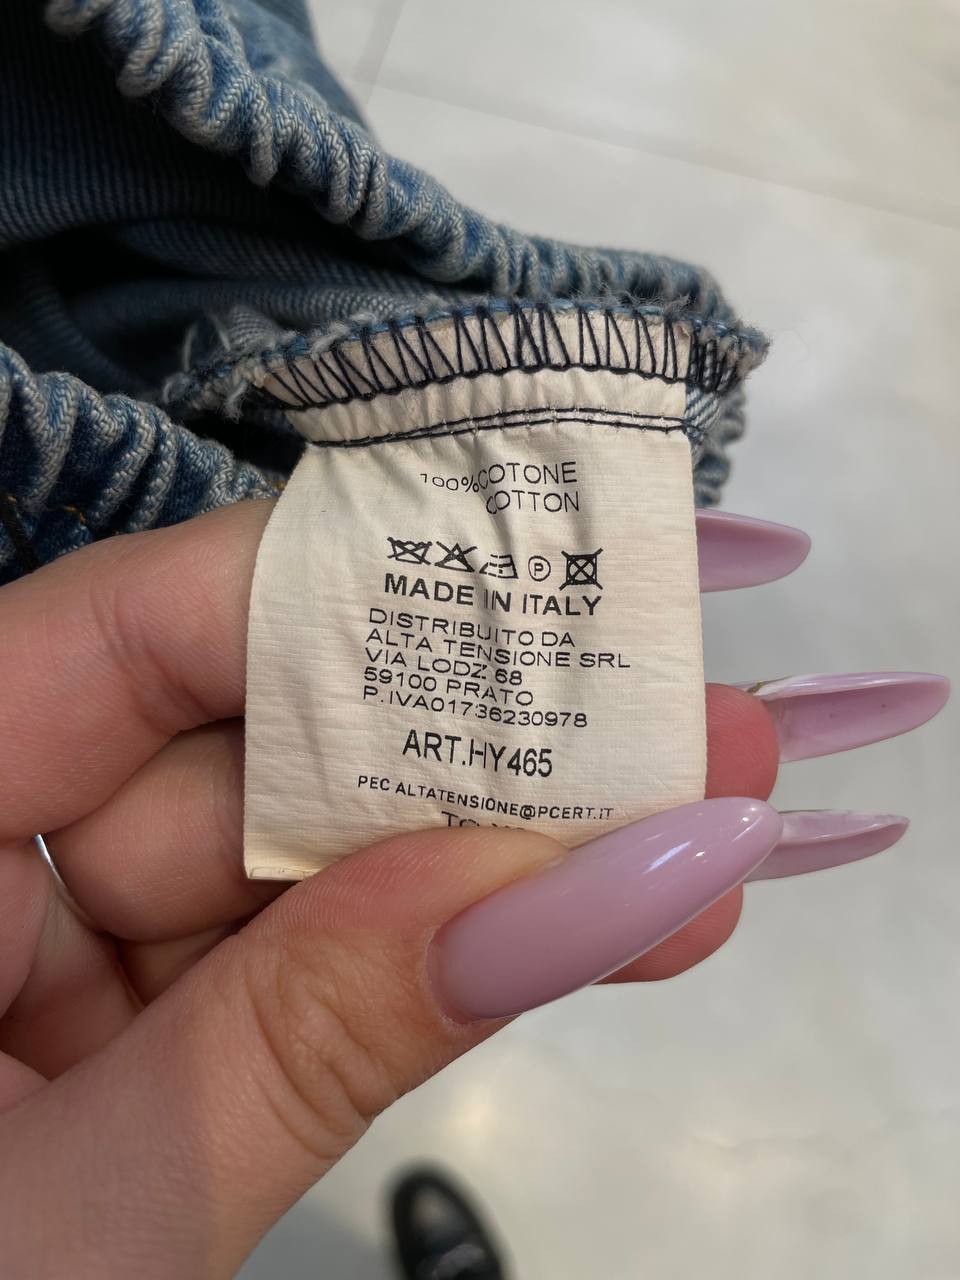 100%COTONE
COTTON
P
MADE IN ITALY
DISTRIBUITO DA
ALTA TENSIONE SRL
VIA LODZ 68
59100 PRATO
P.IVA01736230978
ART.HY465
PEC ALTATENSIONE@PCERT.IT